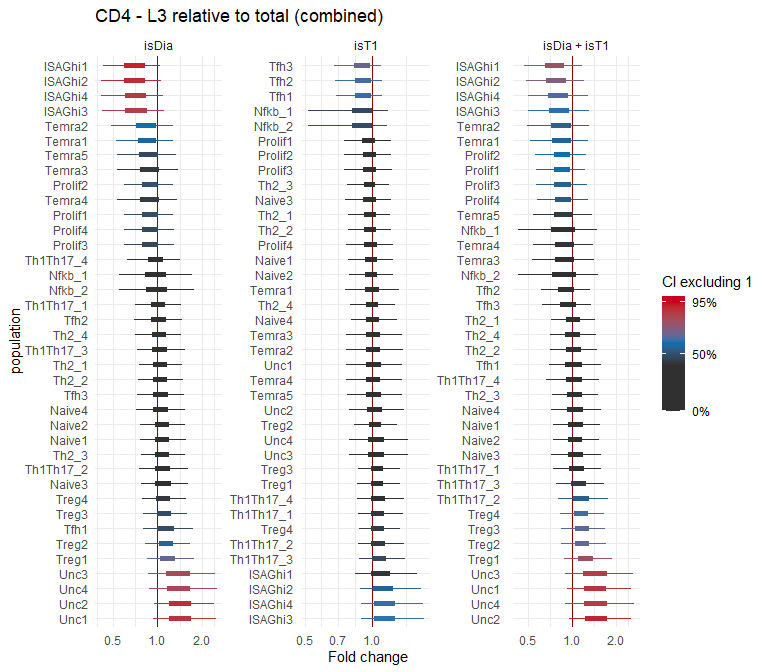 CD4 - L3 relative to total (combined)
isDia
ISAGhi1
ISAGhi2
ISAGhi4
ISAGhi3
Temra2
Temra1
Temra5
Temra3
Prolif2
Temra4
Prolif1
Prolif4
Prolif3
Th1Th17_4
Nfkb_1
Nfkb_2
Th1Th17_1
Tfh2
Th2_4
Th1Th17_3
Th2_1
Th2_2
Tfh3
Naive4
Naive2
Naive1
Th2_3
Th1Th17_2
Naive3
Treg4
Treg3
Tfh1
Treg2
Treg1
Unc3
Unc4
Unc2
Unc1
0.5 1.0 2.0
isT1
Tfh3
Tfh2
Tfh1
Nfkb_1
Nfkb_2
Prolif1
Prolif2
Prolif3
Th2_3
Naive3
Th2_1
Th2_2
Prolif4
Naive1
Naive2
Temra1
Th2_4
Naive4
Temra3
Temra2
Unc1
Temra4
Temra5
Unc2
Treg2
Unc4
Unc3
Treg3
Treg1
Th1Th17_4
Th1Th17_1
Treg4
Th1Th17_2
Th1Th17_3
ISAGhi1
ISAGhi2
ISAGhi4
ISAGhi3
0.5 0.7 1.0
isDia + isT1
ISAGhi1
ISAGhi2
ISAGhi4
ISAGhi3
Temra2
Temra1
Prolif2
Prolif1
Prolif3
Prolif4
Temra5
Nfkb_1
Temra4
Temra3
Nfkb_2
Tfh2
Tfh3
Th2_1
Th2_4
Th2_2
Tfh1
Th1Th17_4
Th2_3
Naive4
Naive1
Naive2
Naive3
Th1Th17_1
Th1Th17_3
Th1Th17_2
Treg4
Treg3
Treg2
Treg1
Unc3
Unc1
Unc4
Unc2
0.5 1.0 2.0
population
Fold change
CI excluding 1
95%
50%
0%